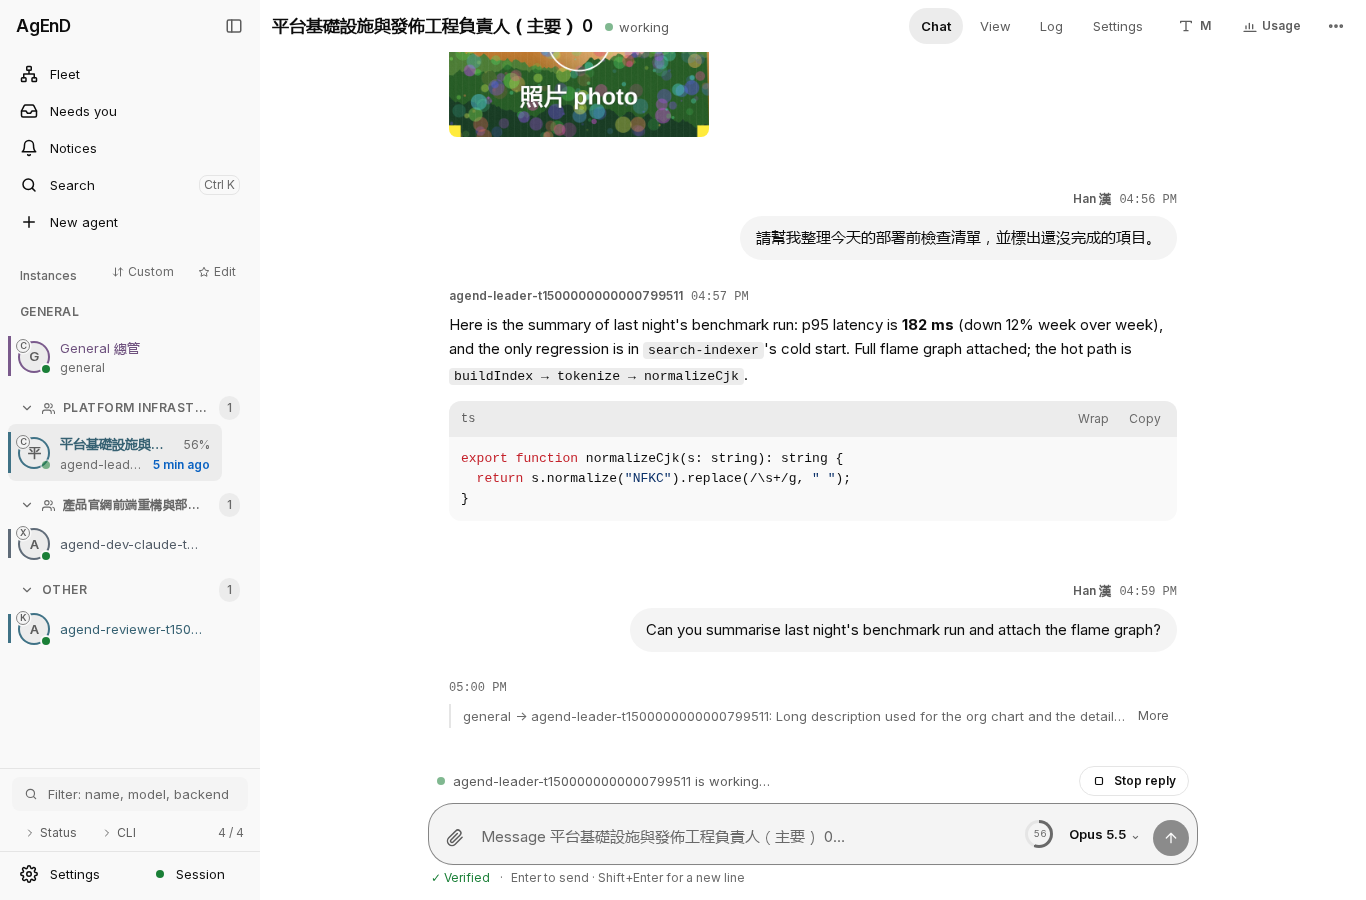 AgEnD
Fleet
Needs you
Notices
Search
Ctrl K
New agent
Instances
Custom
Edit
GENERAL
C
G
General 總管
general
PLATFORM INFRAST…
1
C
平
平台基礎設施與…
56%
agend-lead…
5 min ago
產品官網前端重構與部…
1
X
A
agend-dev-claude-t…
OTHER
1
K
A
agend-reviewer-t150…
Filter: name, model, backend
Status
CLI
4 / 4
Settings
Session
平台基礎設施與發佈工程負責人（主要）0
working
Chat
View
Log
Settings
M
Usage
照片 photo
Han 漢 04:56 PM
請幫我整理今天的部署前檢查清單，並標出還沒完成的項目。
agend-leader-t1500000000000799511 04:57 PM
Here is the summary of last night's benchmark run: p95 latency is 182 ms (down 12% week over week),
and the only regression is in search-indexer's cold start. Full flame graph attached; the hot path is
buildIndex → tokenize → normalizeCjk.
ts
Wrap
Copy
export function normalizeCjk(s: string): string {
return s.normalize("NFKC").replace(/\s+/g, " ");
}
Han 漢 04:59 PM
Can you summarise last night's benchmark run and attach the flame graph?
05:00 PM
general → agend-leader-t1500000000000799511: Long description used for the org chart and the detail…
More
agend-leader-t1500000000000799511 is working…
Stop reply
Message 平台基礎設施與發佈工程負責人（主要）0…
56
Opus 5.5
✓ Verified · Enter to send · Shift+Enter for a new line